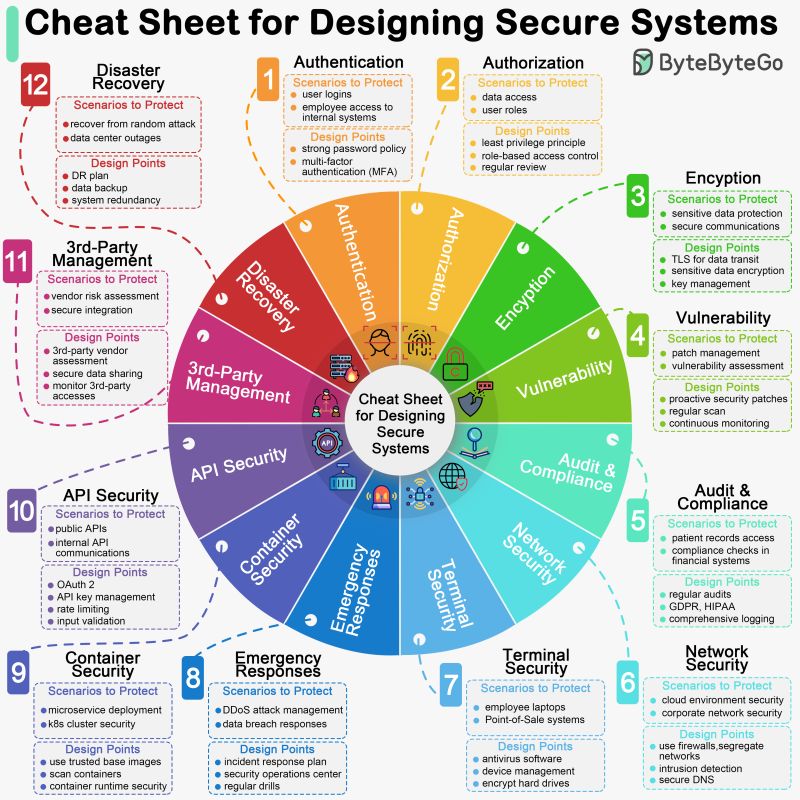 Cheat Sheet for Designing Secure Systems
ByteByteGo
1
Authentication
Scenarios to Protect
user logins
employee access to
internal systems
Design Points
strong password policy
multi-factor
authentication (MFA)
2
Authorization
Scenarios to Protect
data access
user roles
Design Points
least privilege principle
role-based access control
regular review
3
Encyption
Scenarios to Protect
sensitive data protection
secure communications
Design Points
TLS for data transit
sensitive data encryption
key management
4
Vulnerability
Scenarios to Protect
patch management
vulnerability assessment
Design Points
proactive security patches
regular scan
continuous monitoring
5
Audit &
Compliance
Scenarios to Protect
patient records access
compliance checks in
financial systems
Design Points
regular audits
GDPR, HIPAA
comprehensive logging
6
Network
Security
Scenarios to Protect
cloud environment security
corporate network security
Design Points
use firewalls,segregate
networks
intrusion detection
secure DNS
7
Terminal
Security
Scenarios to Protect
employee laptops
Point-of-Sale systems
Design Points
antivirus software
device management
encrypt hard drives
8
Emergency
Responses
Scenarios to Protect
DDoS attack management
data breach responses
Design Points
incident response plan
security operations center
regular drills
9
Container
Security
Scenarios to Protect
microservice deployment
k8s cluster security
Design Points
use trusted base images
scan containers
container runtime security
10
API Security
Scenarios to Protect
public APIs
internal API
communications
Design Points
OAuth 2
API key management
rate limiting
input validation
11
3rd-Party
Management
Scenarios to Protect
vendor risk assessment
secure integration
Design Points
3rd-party vendor
assessment
secure data sharing
monitor 3rd-party
accesses
12
Disaster
Recovery
Scenarios to Protect
recover from random attack
data center outages
Design Points
DR plan
data backup
system redundancy
Authentication
Authorization
Encyption
Vulnerability
Audit &
Compliance
Network
Security
Terminal
Security
Emergency
Responses
Container
Security
API Security
3rd-Party
Management
Disaster
Recovery
Cheat Sheet
for Designing
Secure
Systems
API
C